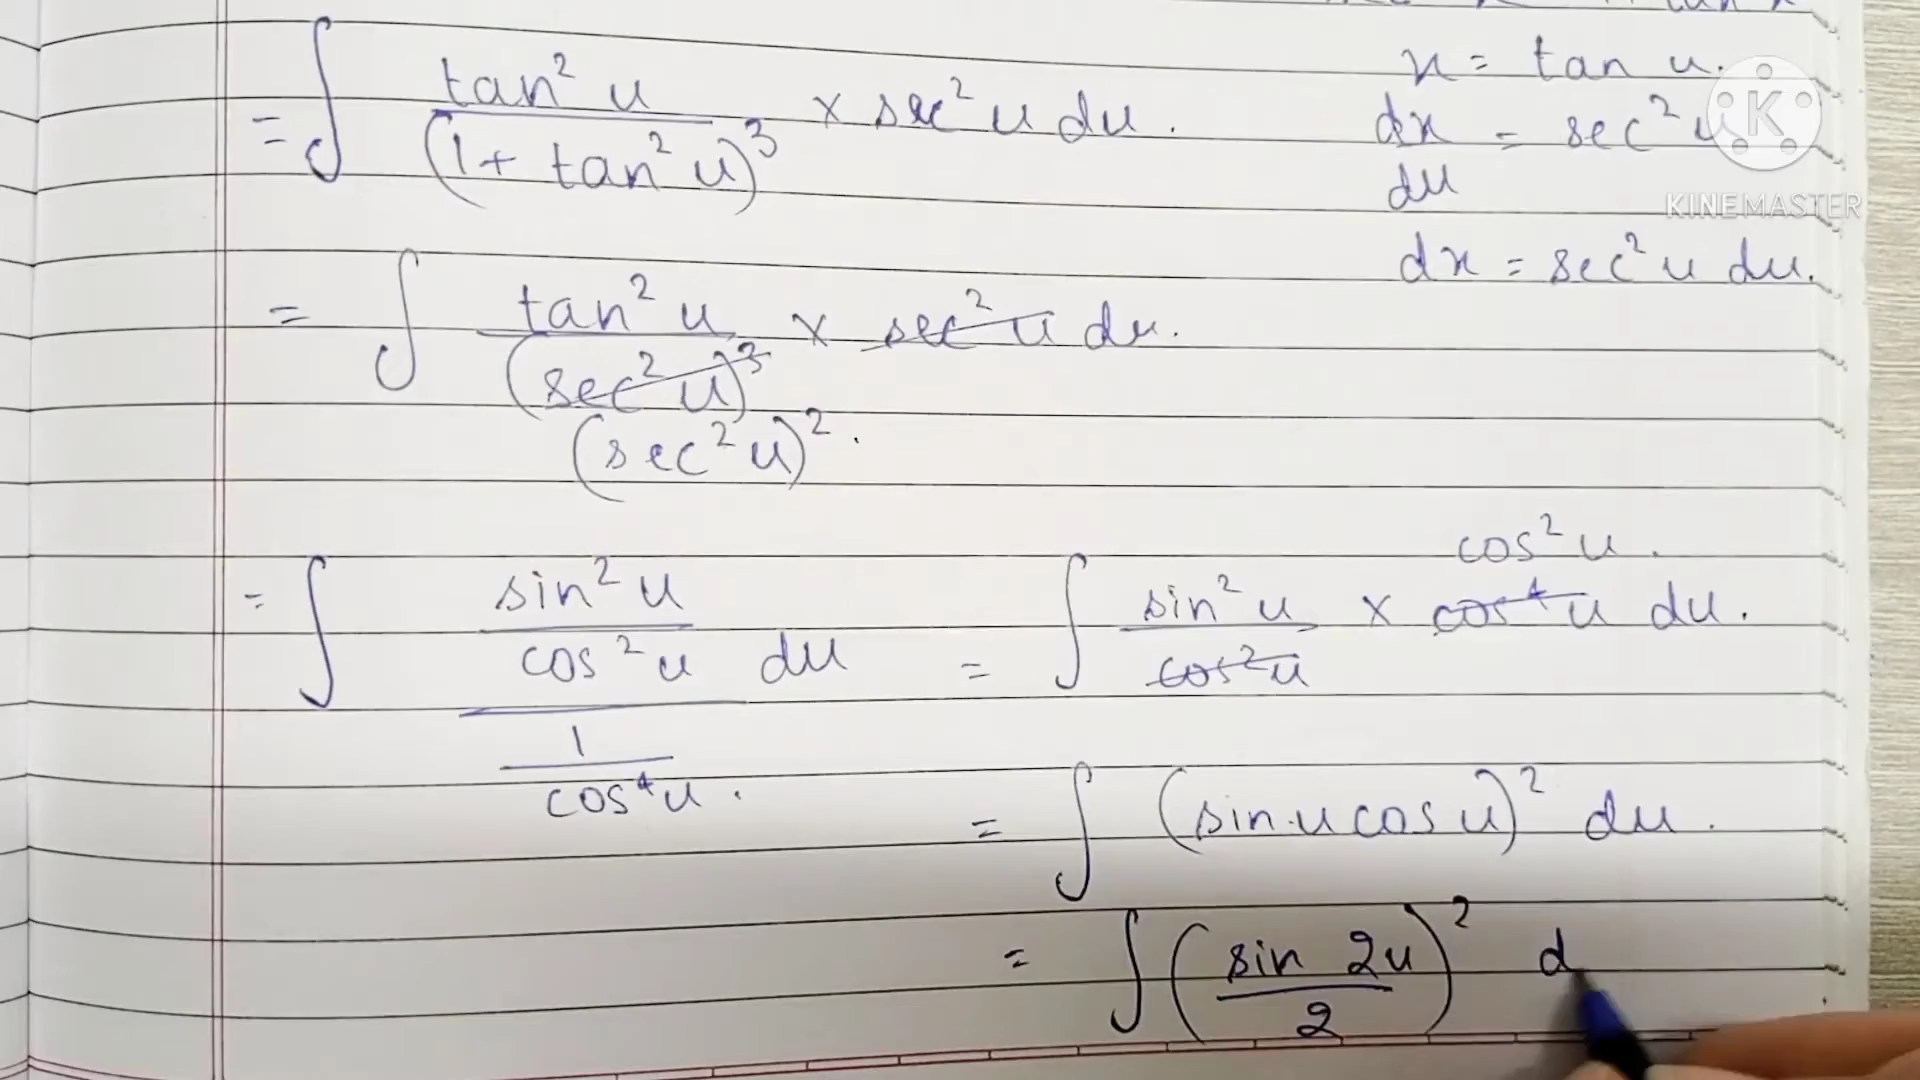 x = tan u.
= ∫ tan² u / (1 + tan² u)³ × sec² u du.
dx / du = sec² u
KINEMASTER
dx = sec² u du.
= ∫ tan² u / (sec² u)³ × sec² u du.
(sec² u)².
= ∫ sin² u / cos² u du / 1 / cos⁴ u.
cos² u.
= ∫ sin² u / cos² u × cos⁴ u du.
= ∫ (sin u cos u)² du.
= ∫ (sin 2u / 2)² d